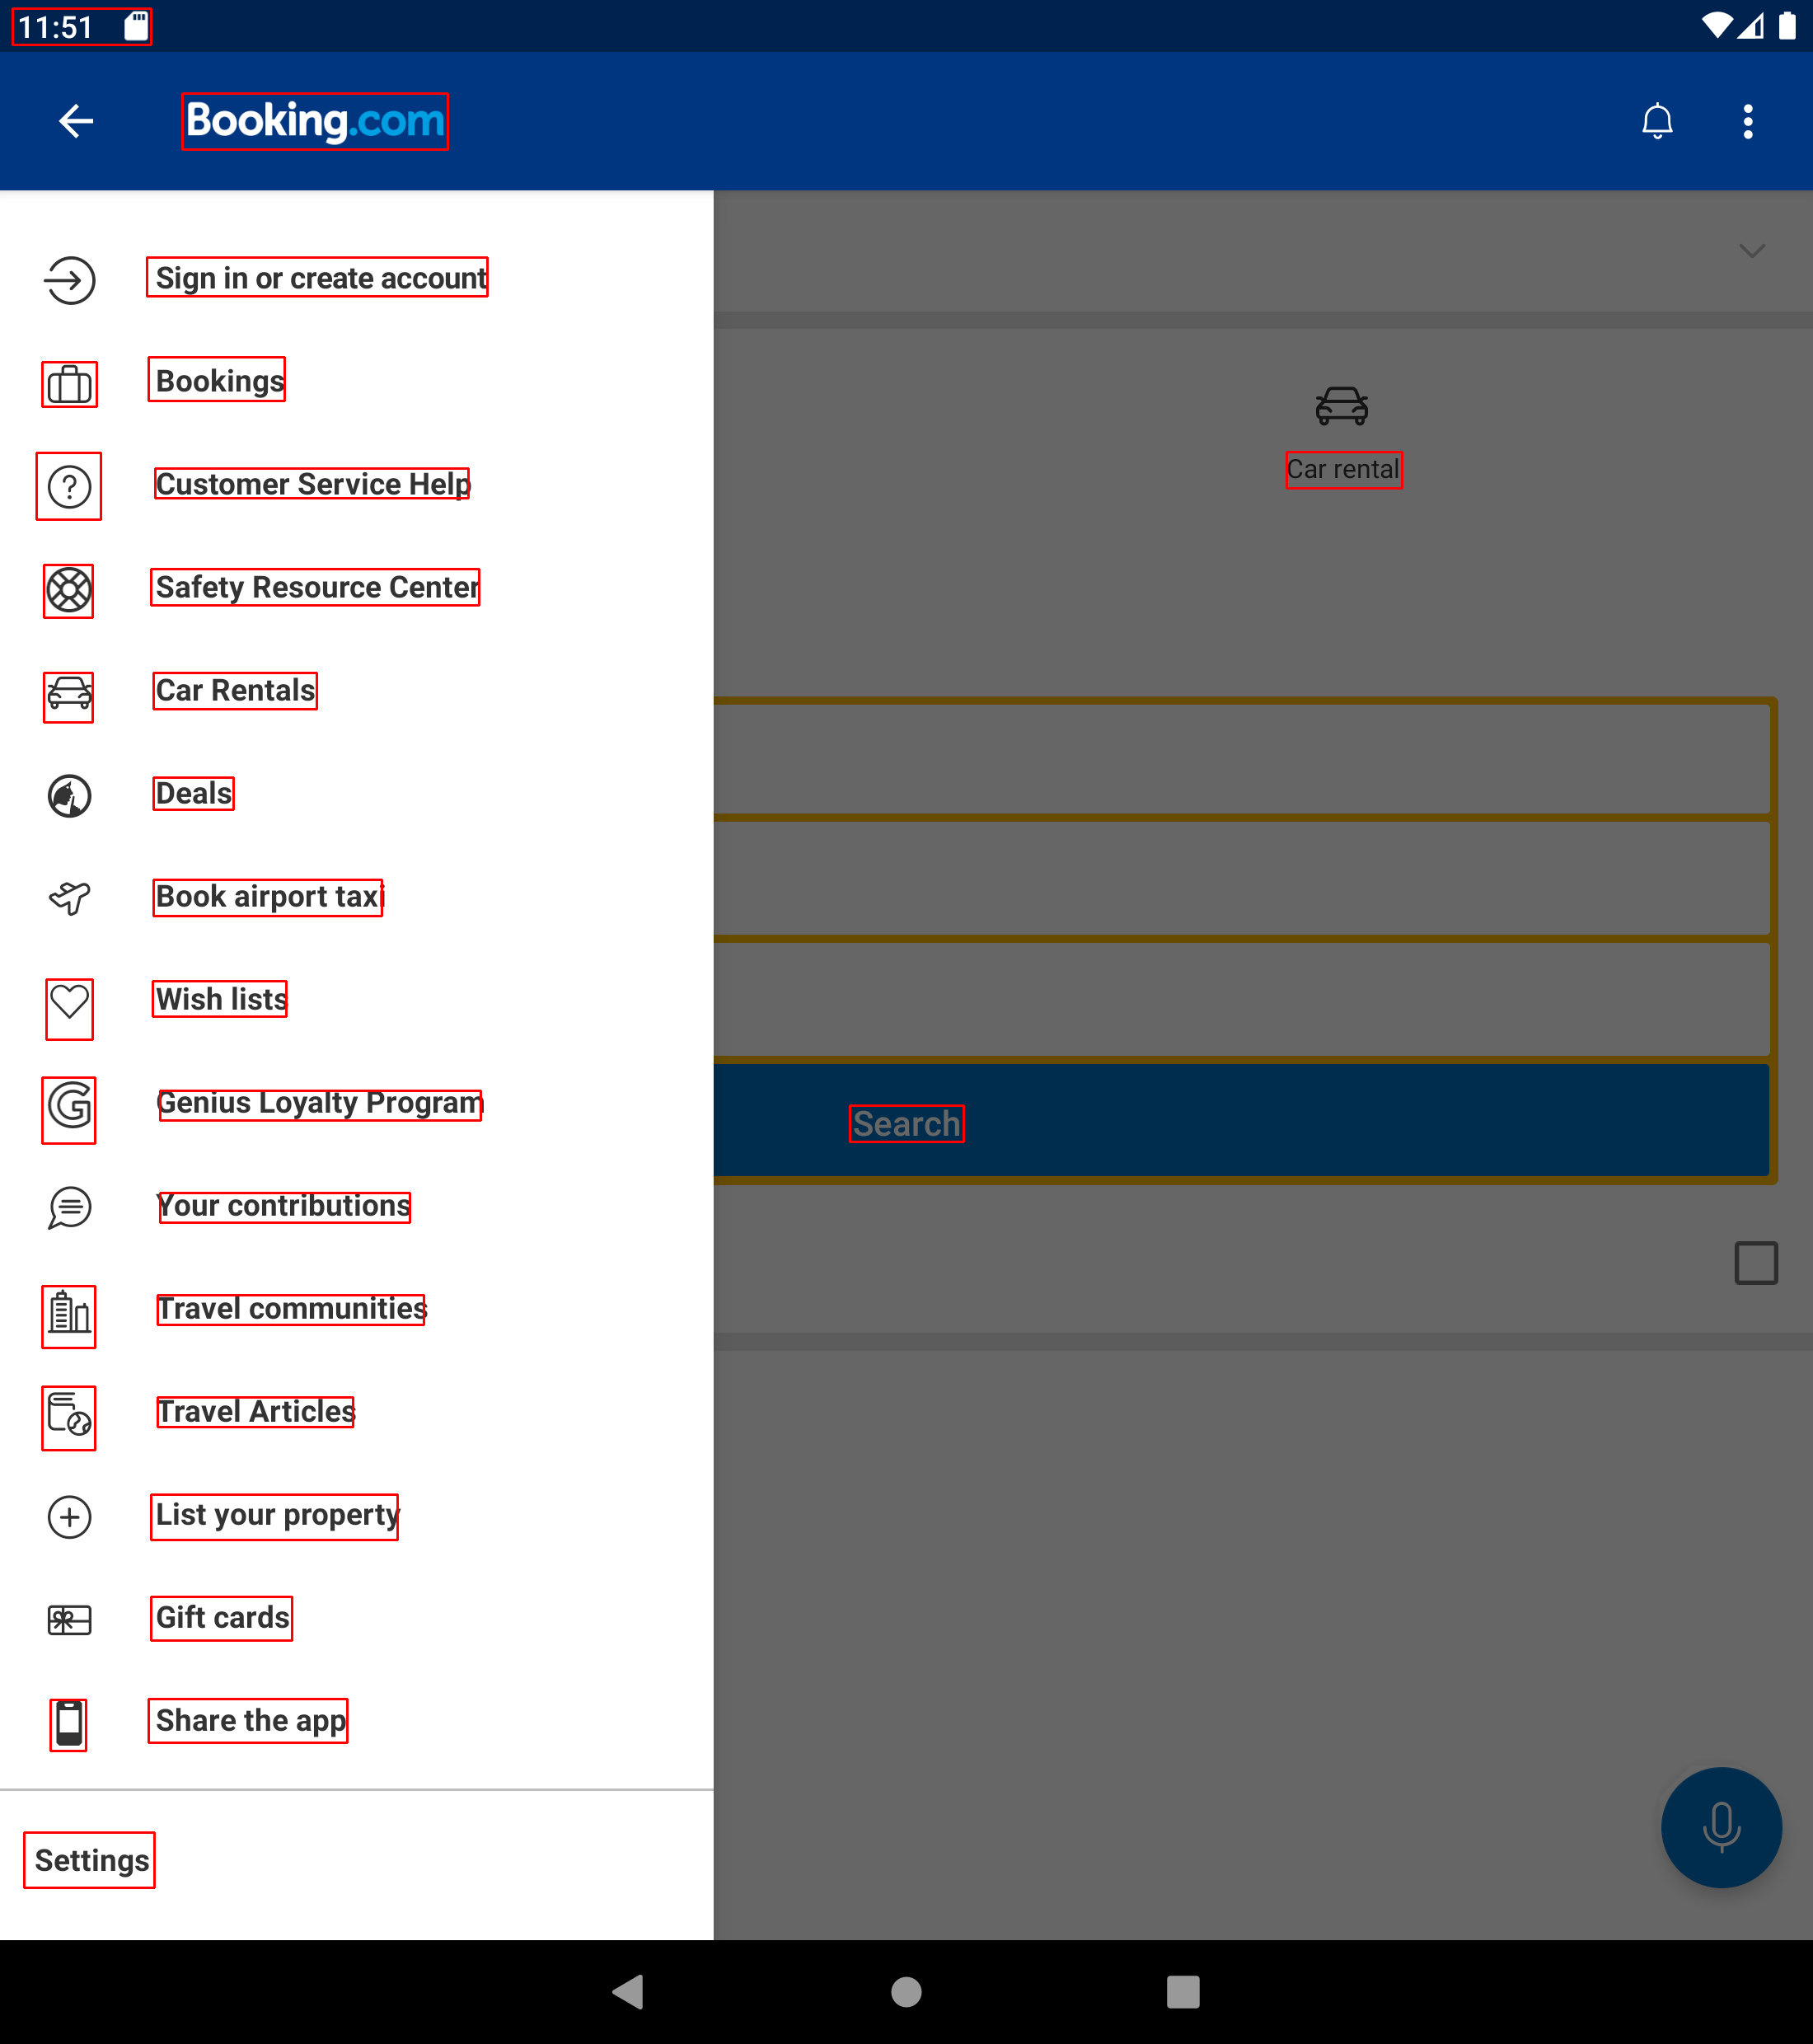 11:51
Booking.com
Sign in or create account
Bookings
Customer Service Help
Safety Resource Center
Car Rentals
Deals
Book airport taxi
Wish lists
Genius Loyalty Program
Your contributions
Travel communities
Travel Articles
List your property
Gift cards
Share the app
Settings
Car rental
Search